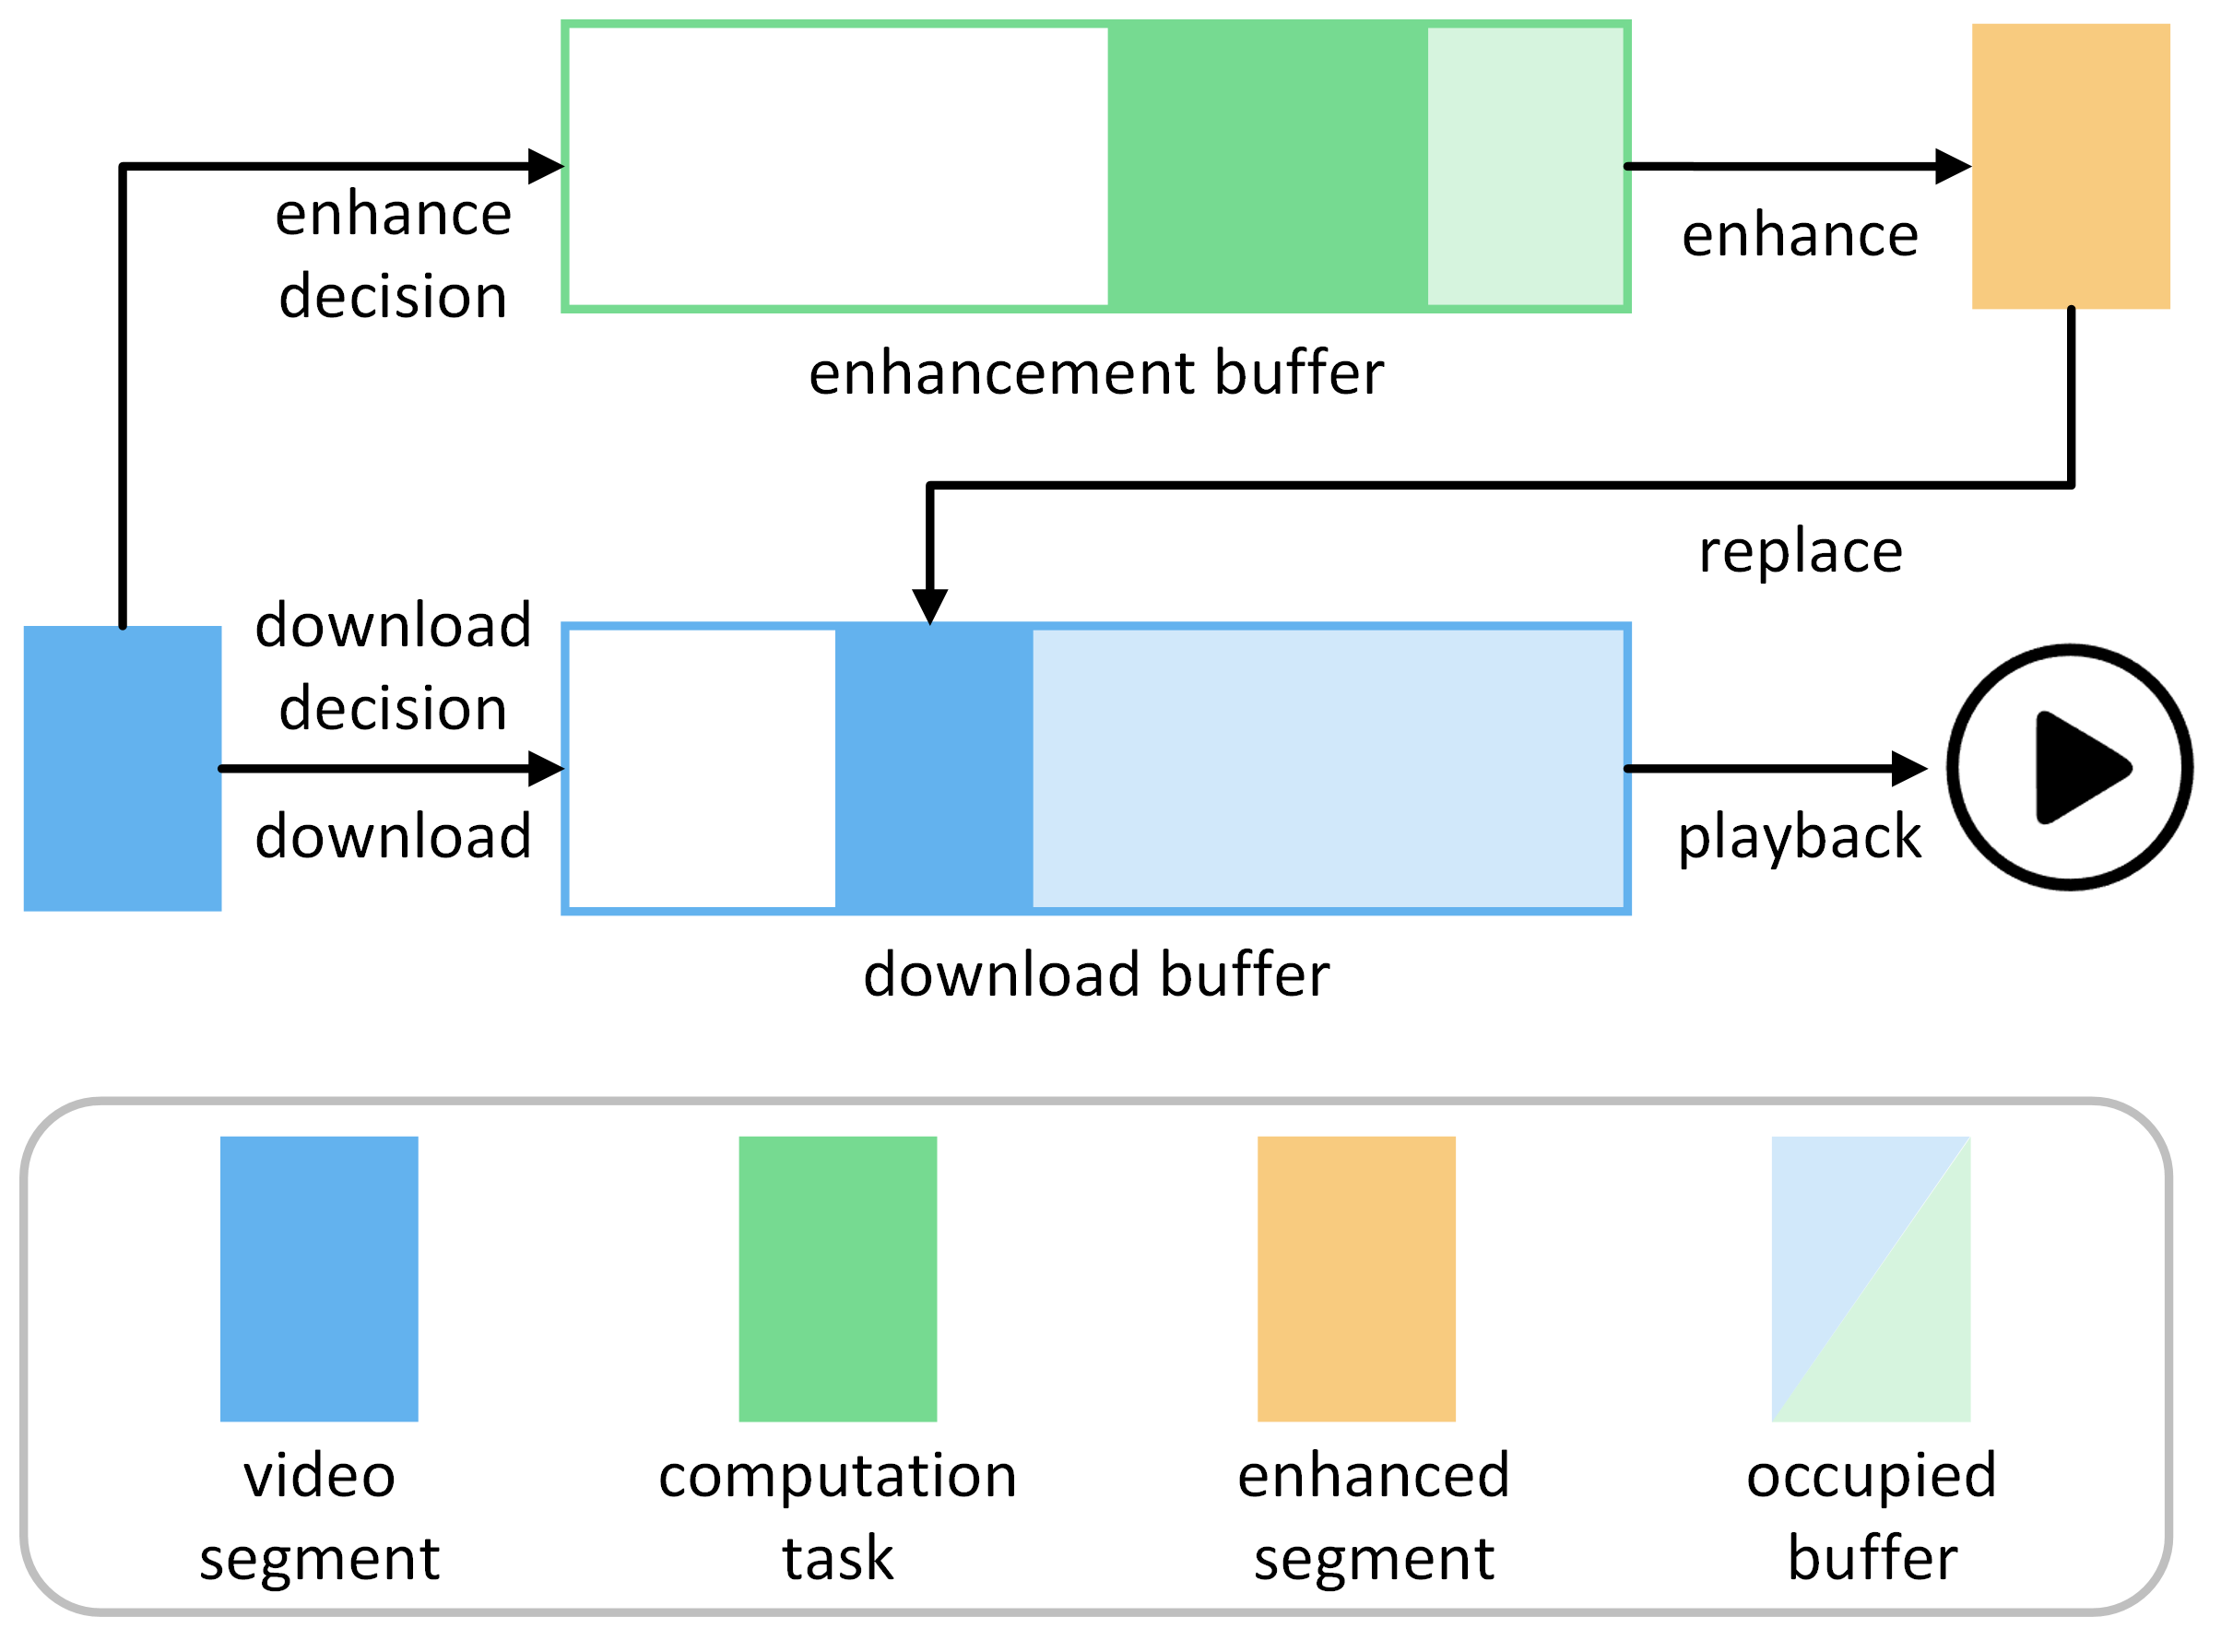 enhance
decision
enhance
enhancement buffer
replace
download
decision
download
playback
download buffer
video
segment
computation
task
enhanced
segment
occupied
buffer